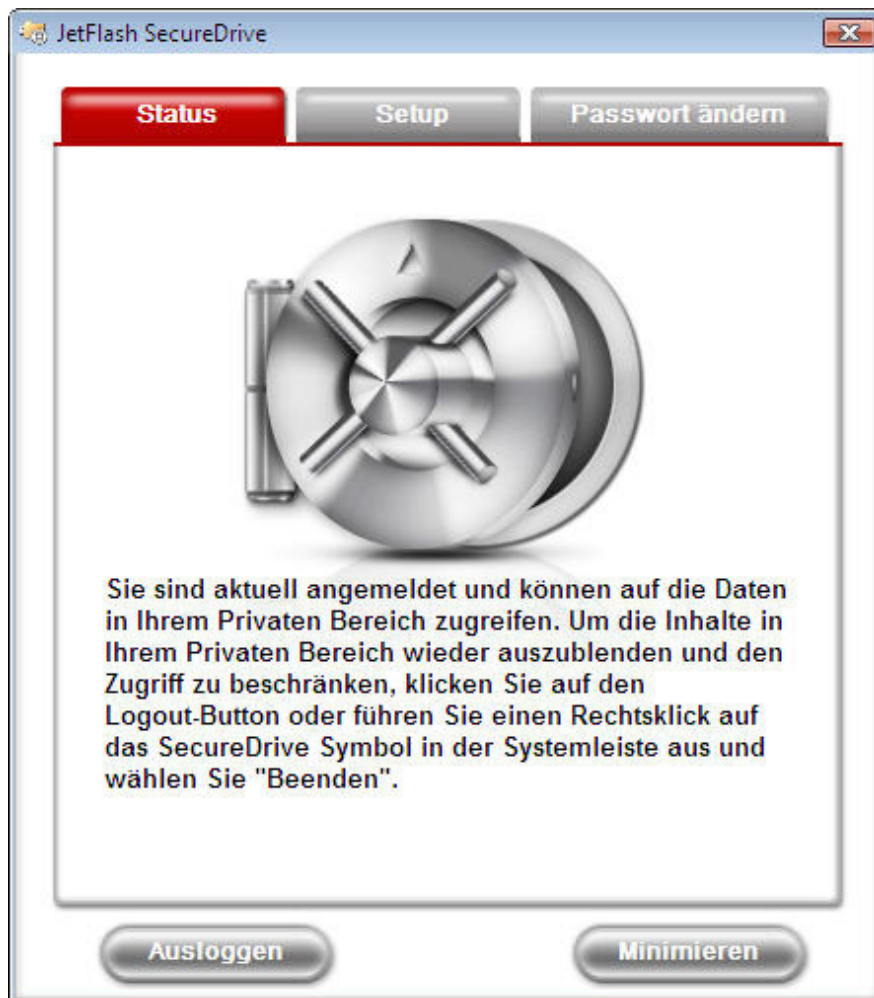 JetFlash SecureDrive
Status Setup Passwort ändern
Sie sind aktuell angemeldet und können auf die Daten
in Ihrem Privaten Bereich zugreifen. Um die Inhalte in
Ihrem Privaten Bereich wieder auszublenden und den
Zugriff zu beschränken, klicken Sie auf den
Logout-Button oder führen Sie einen Rechtsklick auf
das SecureDrive Symbol in der Systemleiste aus und
wählen Sie "Beenden".
Ausloggen Minimieren